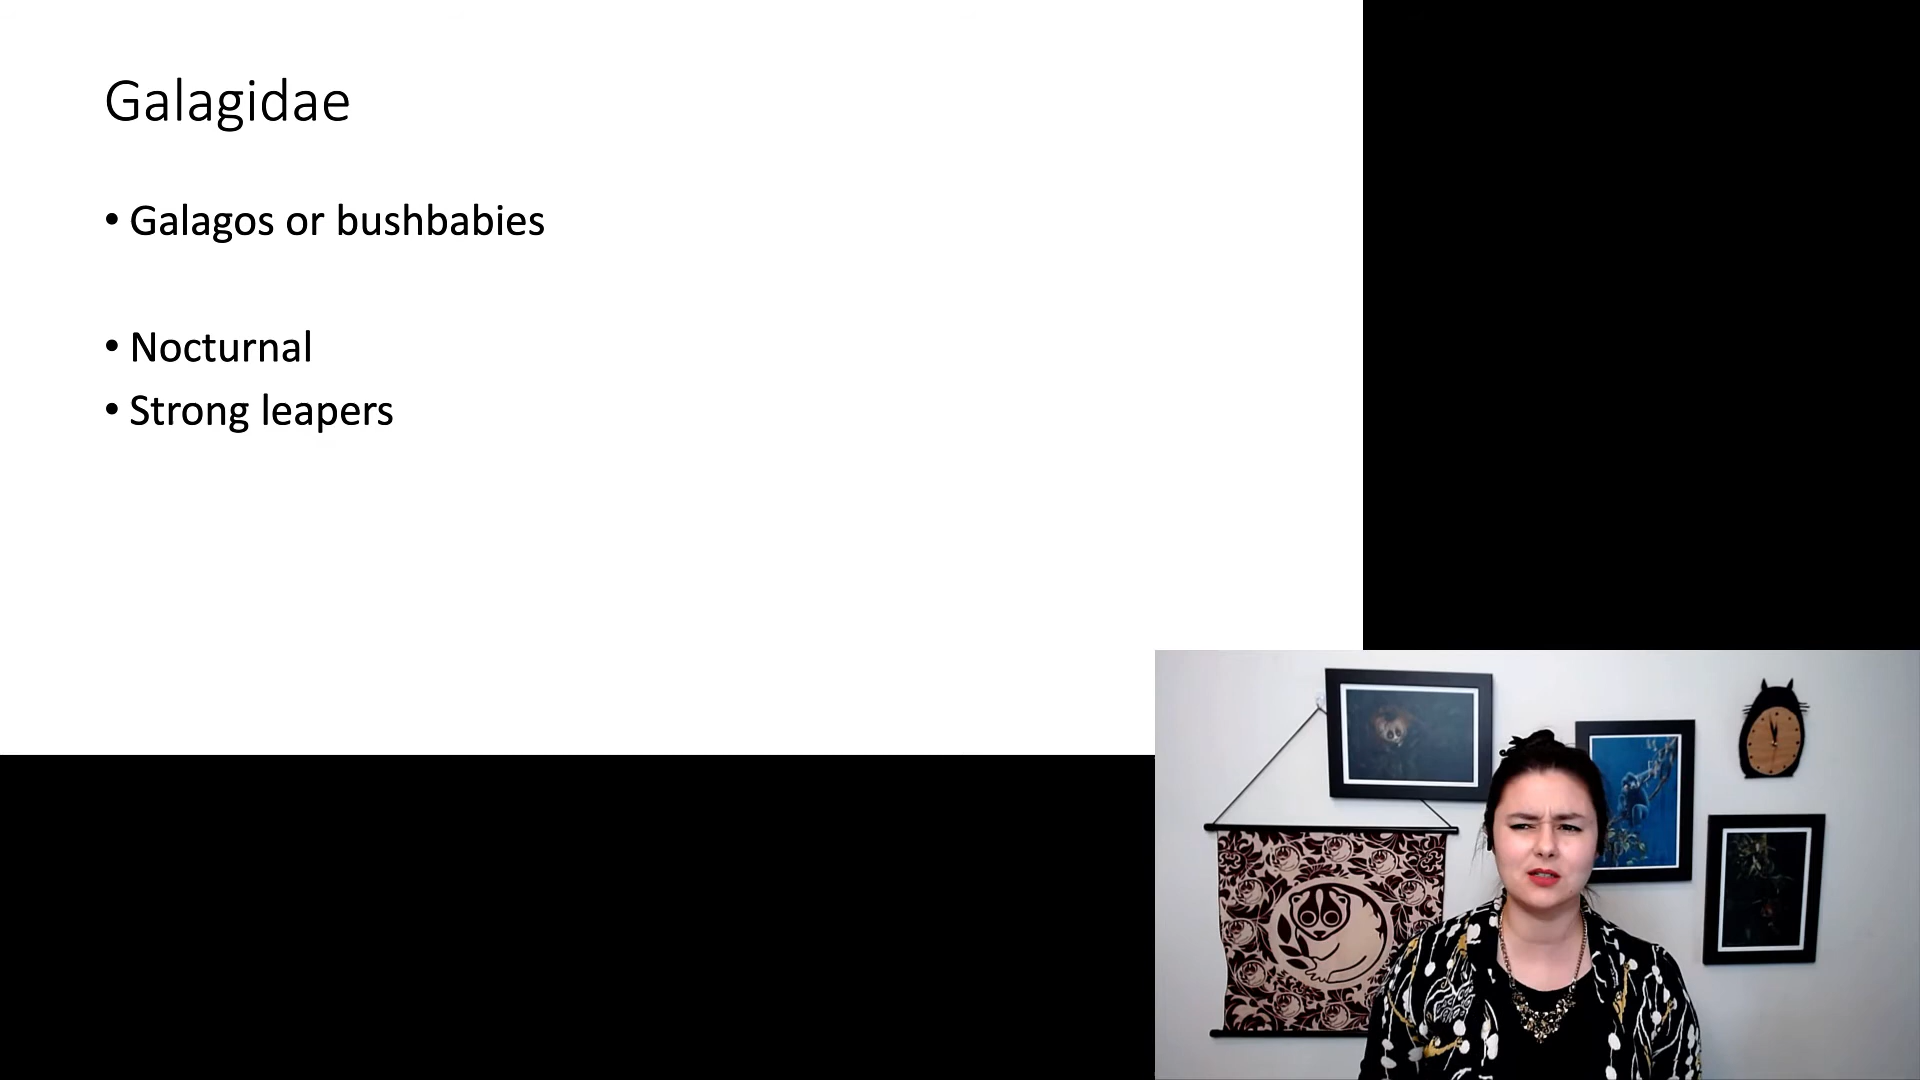 Galagidae
• Galagos or bushbabies
• Nocturnal
• Strong leapers